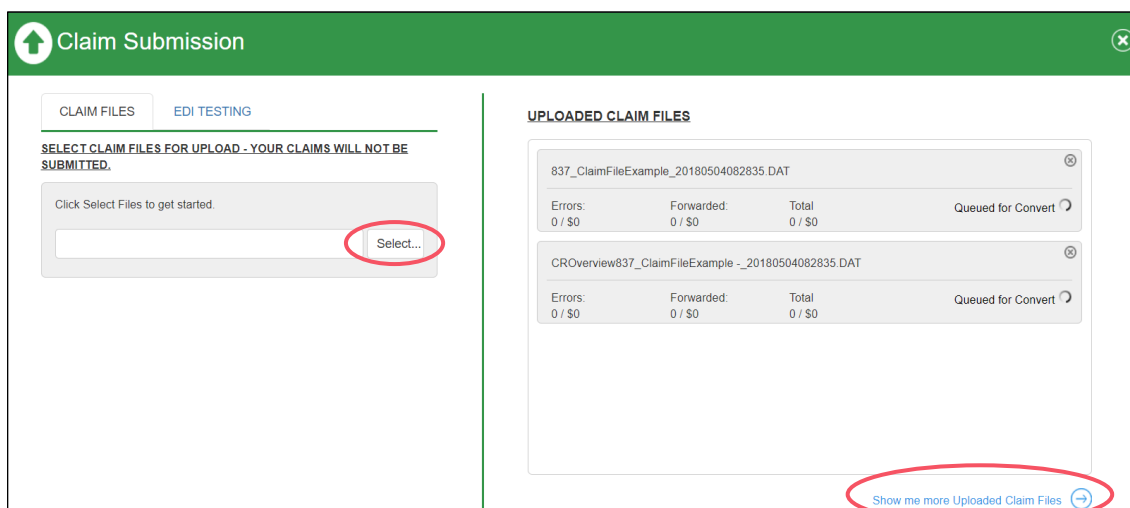 Claim Submission
CLAIM FILES
EDI TESTING
SELECT CLAIM FILES FOR UPLOAD - YOUR CLAIMS WILL NOT BE
SUBMITTED.
Click Select Files to get started.
Select...
UPLOADED CLAIM FILES
837_ClaimFileExample_20180504082835.DAT
Errors: Forwarded: Total
0 / $0 0 / $0 0 / $0 Queued for Convert
CROverview837_ClaimFileExample -_20180504082835.DAT
Errors: Forwarded: Total
0 / $0 0 / $0 0 / $0 Queued for Convert
Show me more Uploaded Claim Files